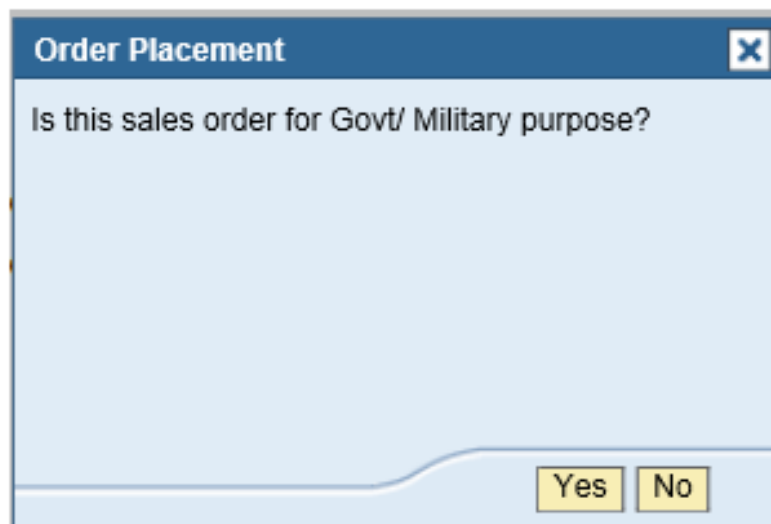 Order Placement
Is this sales order for Govt/ Military purpose?
Yes No